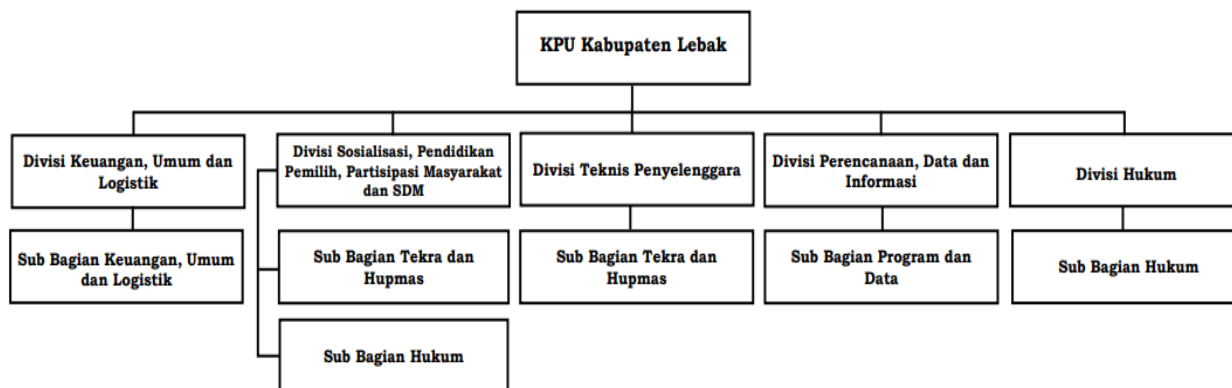 KPU Kabupaten Lebak
Divisi Keuangan, Umum dan
Logistik
Divisi Sosialisasi, Pendidikan
Pemilih, Partisipasi Masyarakat
dan SDM
Divisi Teknis Penyelenggara
Divisi Perencanaan, Data dan
Informasi
Divisi Hukum
Sub Bagian Keuangan, Umum
dan Logistik
Sub Bagian Tekra dan
Hupmas
Sub Bagian Tekra dan
Hupmas
Sub Bagian Program dan
Data
Sub Bagian Hukum
Sub Bagian Hukum